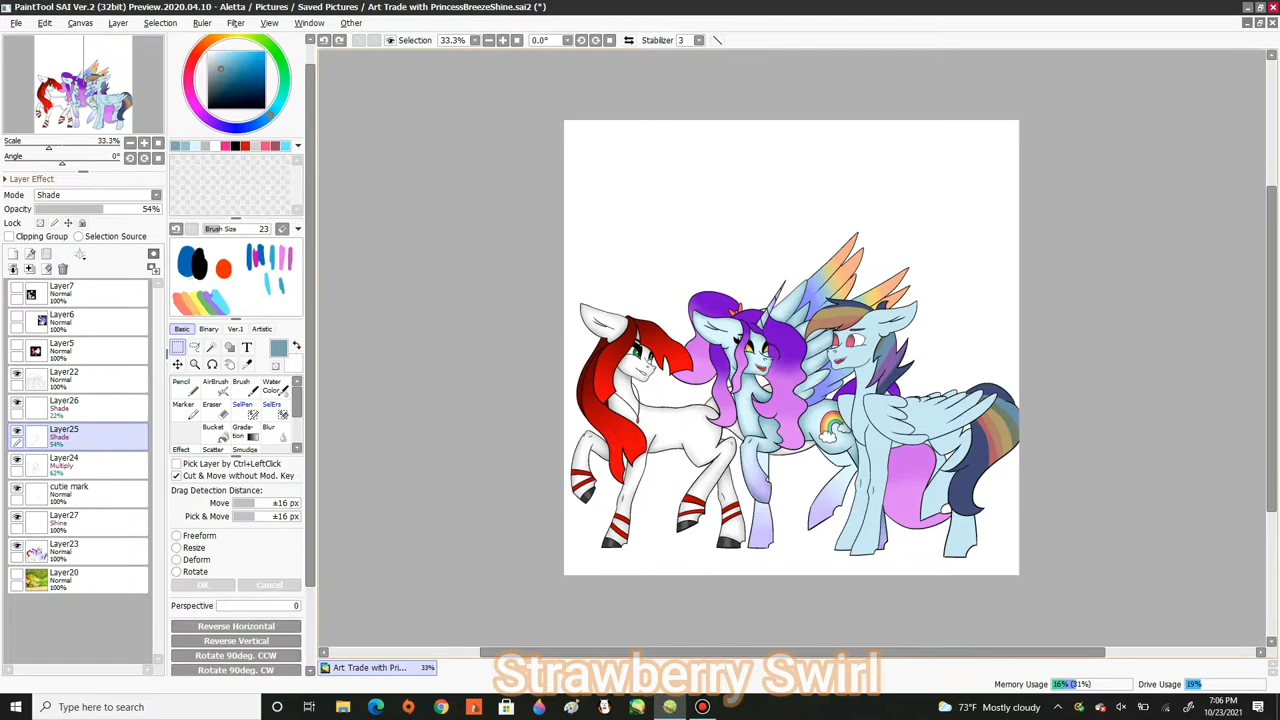 PaintTool SAI Ver.2 (32bit) Preview.2020.04.10 - Aletta / Pictures / Saved Pictures / Art Trade with PrincessBreezeShine.sai2 (*)
File Edit Canvas Layer Selection Ruler Filter View Window Other
Selection 33.3% 0.0° Stabilizer 3
Scale 33.3%
Angle 0°
Layer Effect
Mode Shade
Opacity 54%
Lock
Clipping Group Selection Source
Layer7
Normal
100%
Layer6
Normal
100%
Layer5
Normal
100%
Layer22
Normal
100%
Layer26
Shade
22%
Layer25
Shade
54%
Layer24
Multiply
62%
cutie mark
Normal
100%
Layer27
Shine
100%
Layer23
Normal
100%
Layer20
Normal
100%
Brush Size 23
Basic Binary Ver.1 Artistic
T
Pencil AirBrush Brush Water Color
Marker Eraser SelPen SelErs
Bucket Gradation Blur
Effect Scatter Smudge
Pick Layer by Ctrl+LeftClick
Cut & Move without Mod. Key
Drag Detection Distance:
Move ±16 px
Pick & Move ±16 px
Freeform
Resize
Deform
Rotate
OK Cancel
Perspective 0
Reverse Horizontal
Reverse Vertical
Rotate 90deg. CCW
Rotate 90deg. CW
Art Trade with Pri... 33%
Strawberry Swirl
Memory Usage 16% (31%) Drive Usage 19%
Type here to search
73°F Mostly cloudy
7:06 PM
10/23/2021